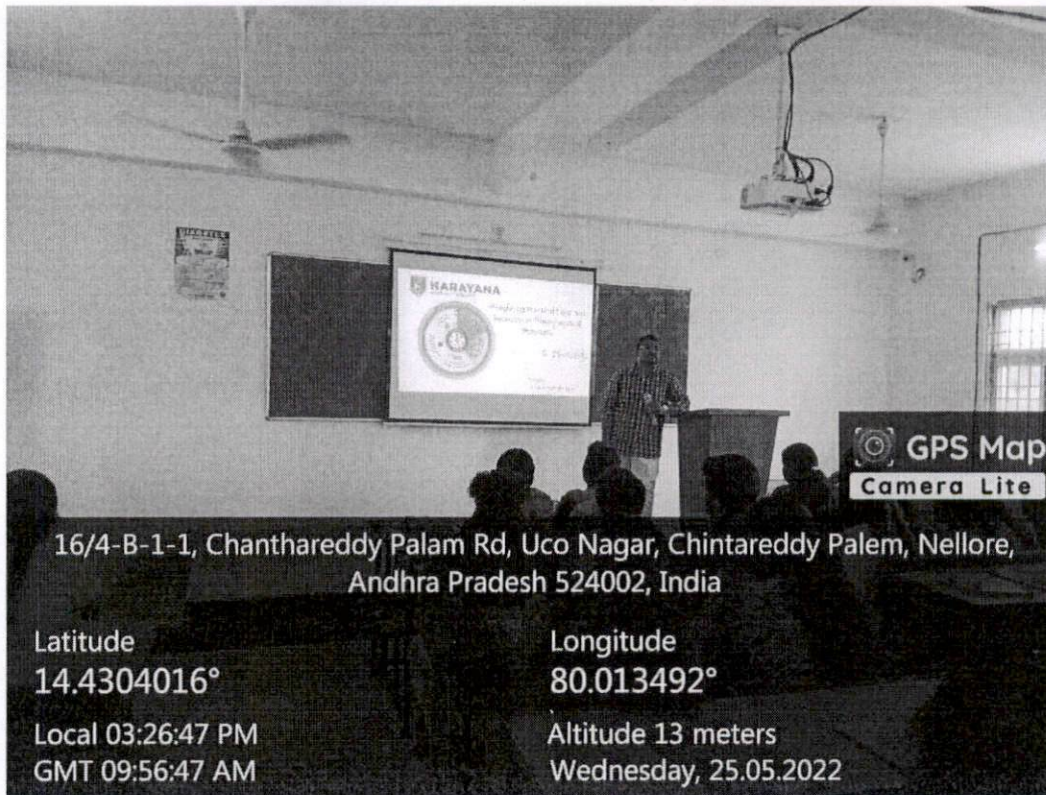 DIABETES
NARAYANA
GPS Map
Camera Lite
16/4-B-1-1, Chanthareddy Palam Rd, Uco Nagar, Chintareddy Palem, Nellore,
Andhra Pradesh 524002, India
Latitude
14.4304016°
Longitude
80.013492°
Local 03:26:47 PM
GMT 09:56:47 AM
Altitude 13 meters
Wednesday, 25.05.2022